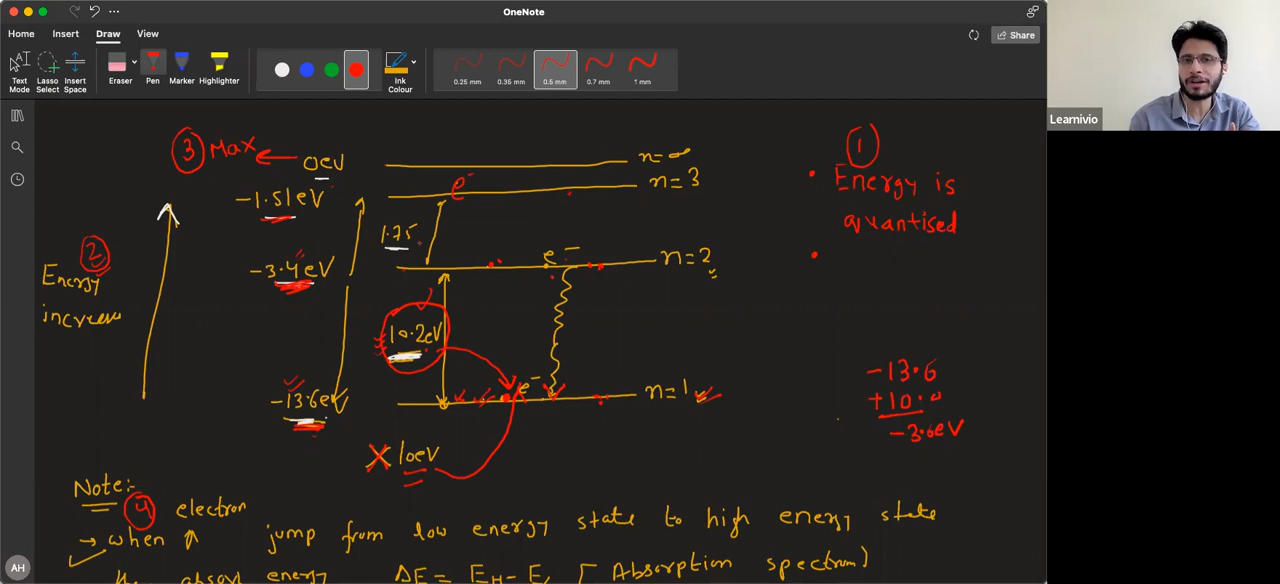 OneNote
Home Insert Draw View
Share
Text Mode
Lasso Select
Insert Space
Eraser
Pen
Marker
Highlighter
0.25 mm
0.35 mm
0.5 mm
0.7 mm
1 mm
Ink Colour
Learnivio
③ Max ← 0eV n=∞
-1.51eV e⁻ n=3
① • Energy is
quantised
•
1.75
② Energy
increase
-3.4eV e⁻ n=2
10.2eV
-13.6eV e⁻ n=1
-13.6
+10.0
-3.6eV
X 10eV
Note:-
④ electron
→ when ↑ jump from low energy state to high energy state
energy ΔE = E_H - E [Absorption spectrum)
AH